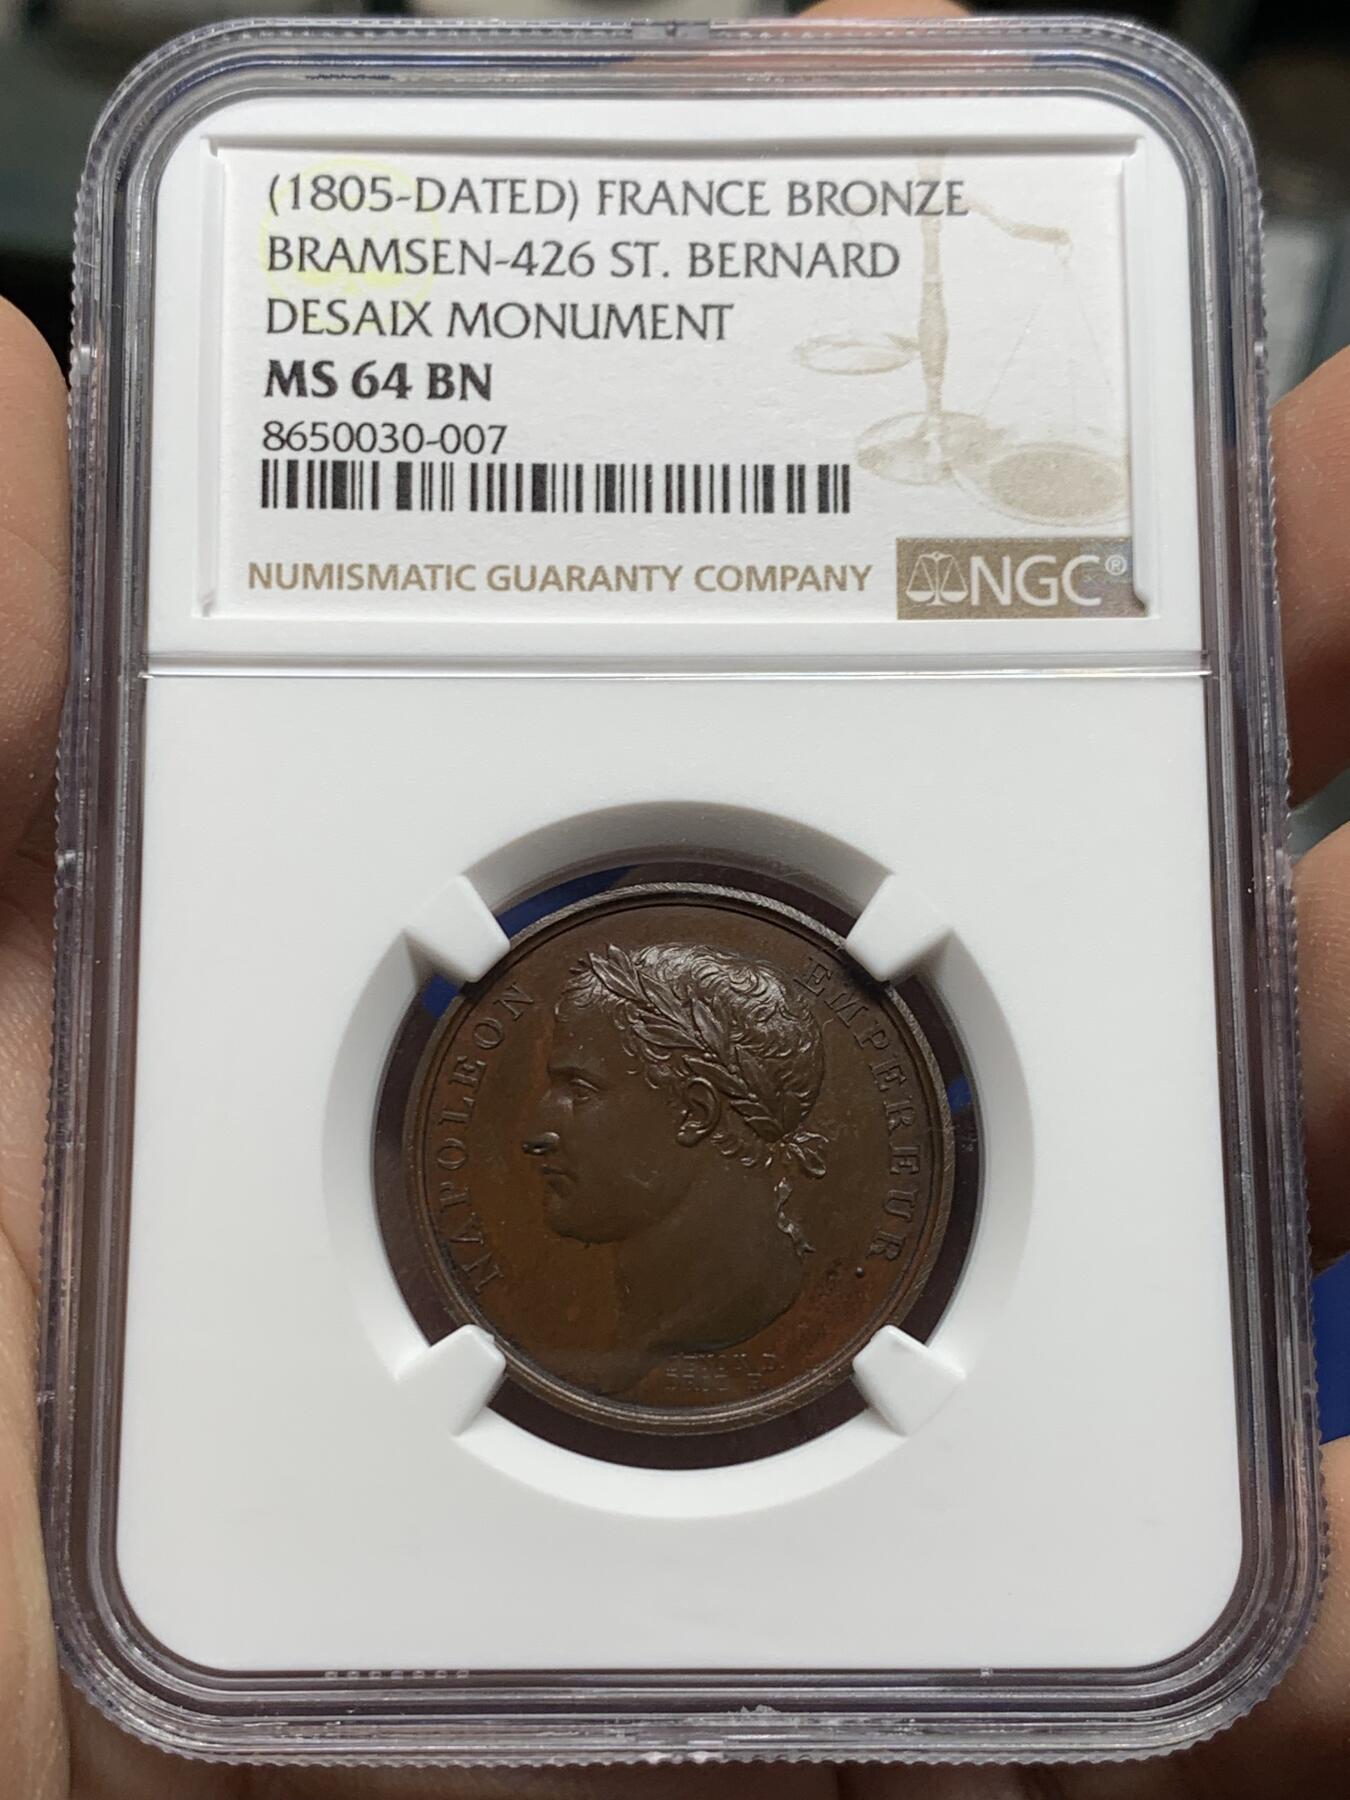 (1805-DATED) FRANCE BRONZE
BRAMSEN-426 ST. BERNARD
DESAIX MONUMENT
MS 64 BN
8650030-007
NUMISMATIC GUARANTY COMPANY
NGC®
NAPOLEON EMPEREUR.
DENON D.